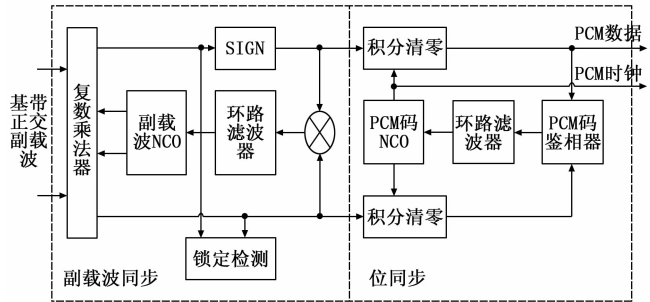 基带
正交
副载
波
复
数
乘
法
器
SIGN
副载
波NCO
环路
滤波
器
锁定检测
副载波同步
积分清零
PCM码
NCO
环路滤
波器
PCM码
鉴相器
积分清零
位同步
PCM数据
PCM时钟